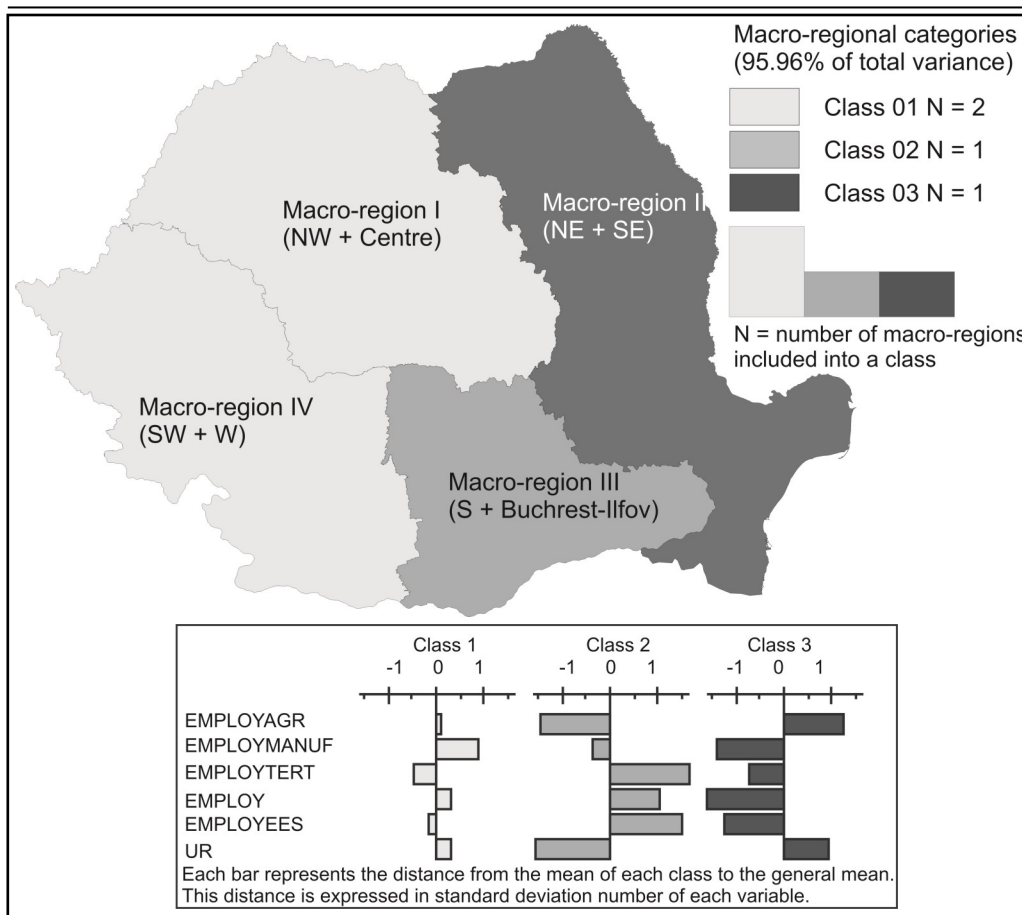 Macro-regional categories
(95.96% of total variance)
Class 01 N = 2
Class 02 N = 1
Class 03 N = 1
N = number of macro-regions
included into a class
Macro-region I
(NW + Centre)
Macro-region II
(NE + SE)
Macro-region IV
(SW + W)
Macro-region III
(S + Buchrest-Ilfov)
Class 1
-1 0 1
Class 2
-1 0 1
Class 3
-1 0 1
EMPLOYAGR
EMPLOYMANUF
EMPLOYTERT
EMPLOY
EMPLOYEES
UR
Each bar represents the distance from the mean of each class to the general mean.
This distance is expressed in standard deviation number of each variable.